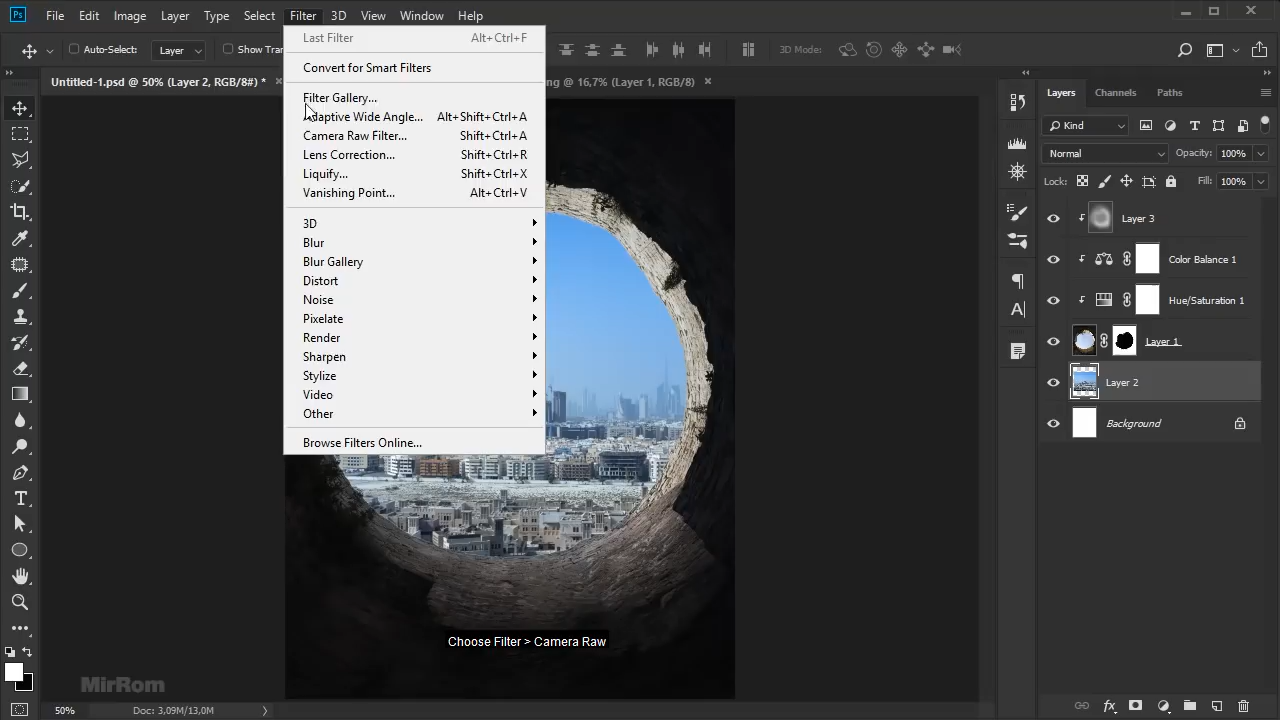 Ps File Edit Image Layer Type Select Filter 3D View Window Help
Auto-Select: Layer Show Tran 3D Mode:
Untitled-1.psd @ 50% (Layer 2, RGB/8#) * ng @ 16,7% (Layer 1, RGB/8)
Last Filter Alt+Ctrl+F
Convert for Smart Filters
Filter Gallery...
Adaptive Wide Angle... Alt+Shift+Ctrl+A
Camera Raw Filter... Shift+Ctrl+A
Lens Correction... Shift+Ctrl+R
Liquify... Shift+Ctrl+X
Vanishing Point... Alt+Ctrl+V
3D
Blur
Blur Gallery
Distort
Noise
Pixelate
Render
Sharpen
Stylize
Video
Other
Browse Filters Online...
Layers Channels Paths
Kind
Normal Opacity: 100%
Lock: Fill: 100%
Layer 3
Color Balance 1
Hue/Saturation 1
Layer 1
Layer 2
Background
Choose Filter > Camera Raw
MirRom
50% Doc: 3,09M/13,0M